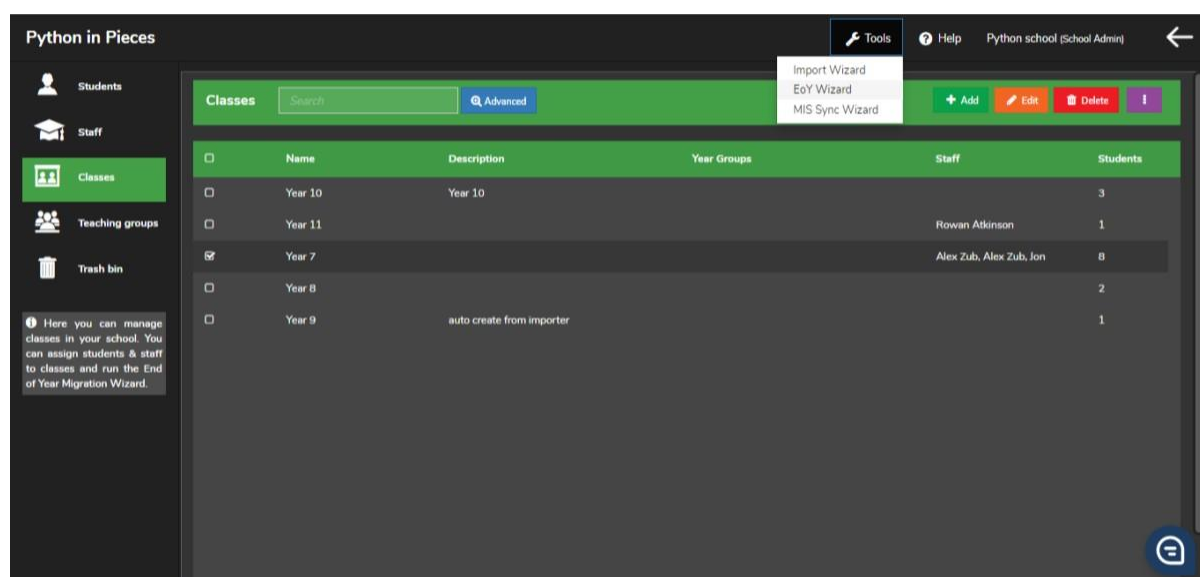 Python in Pieces
Tools
Help
Python school (School Admin)
Import Wizard
EoY Wizard
MIS Sync Wizard
Students
Staff
Classes
Teaching groups
Trash bin
Here you can manage
classes in your school. You
can assign students & staff
to classes and run the End
of Year Migration Wizard.
Classes
Search
Advanced
Add
Edit
Delete
Name Description Year Groups Staff Students
Year 10 Year 10 3
Year 11 Rowan Atkinson 1
Year 7 Alex Zub, Alex Zub, Jon 8
Year 8 2
Year 9 auto create from importer 1